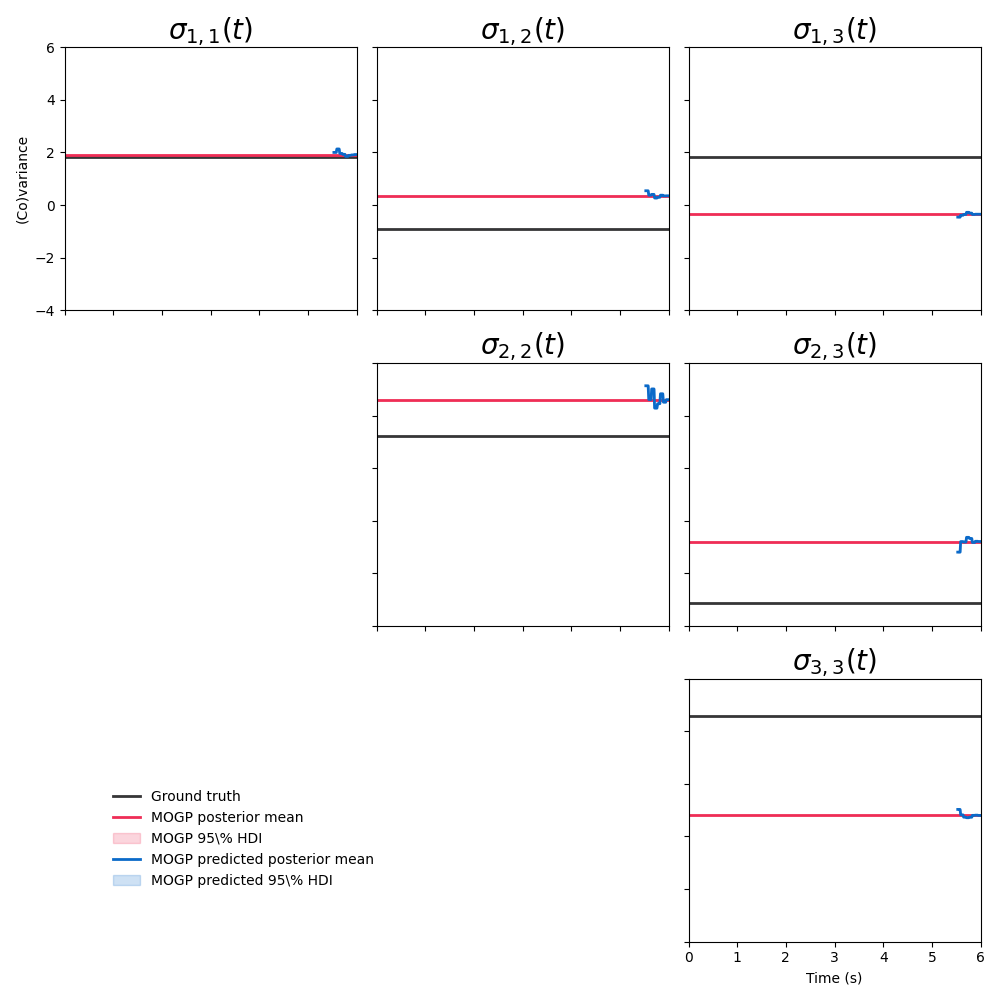 σ₁,₁(t) σ₁,₂(t) σ₁,₃(t)
6
4
2
0
−2
−4
(Co)variance
σ₂,₂(t) σ₂,₃(t)
σ₃,₃(t)
Ground truth
MOGP posterior mean
MOGP 95\% HDI
MOGP predicted posterior mean
MOGP predicted 95\% HDI
0 1 2 3 4 5 6
Time (s)